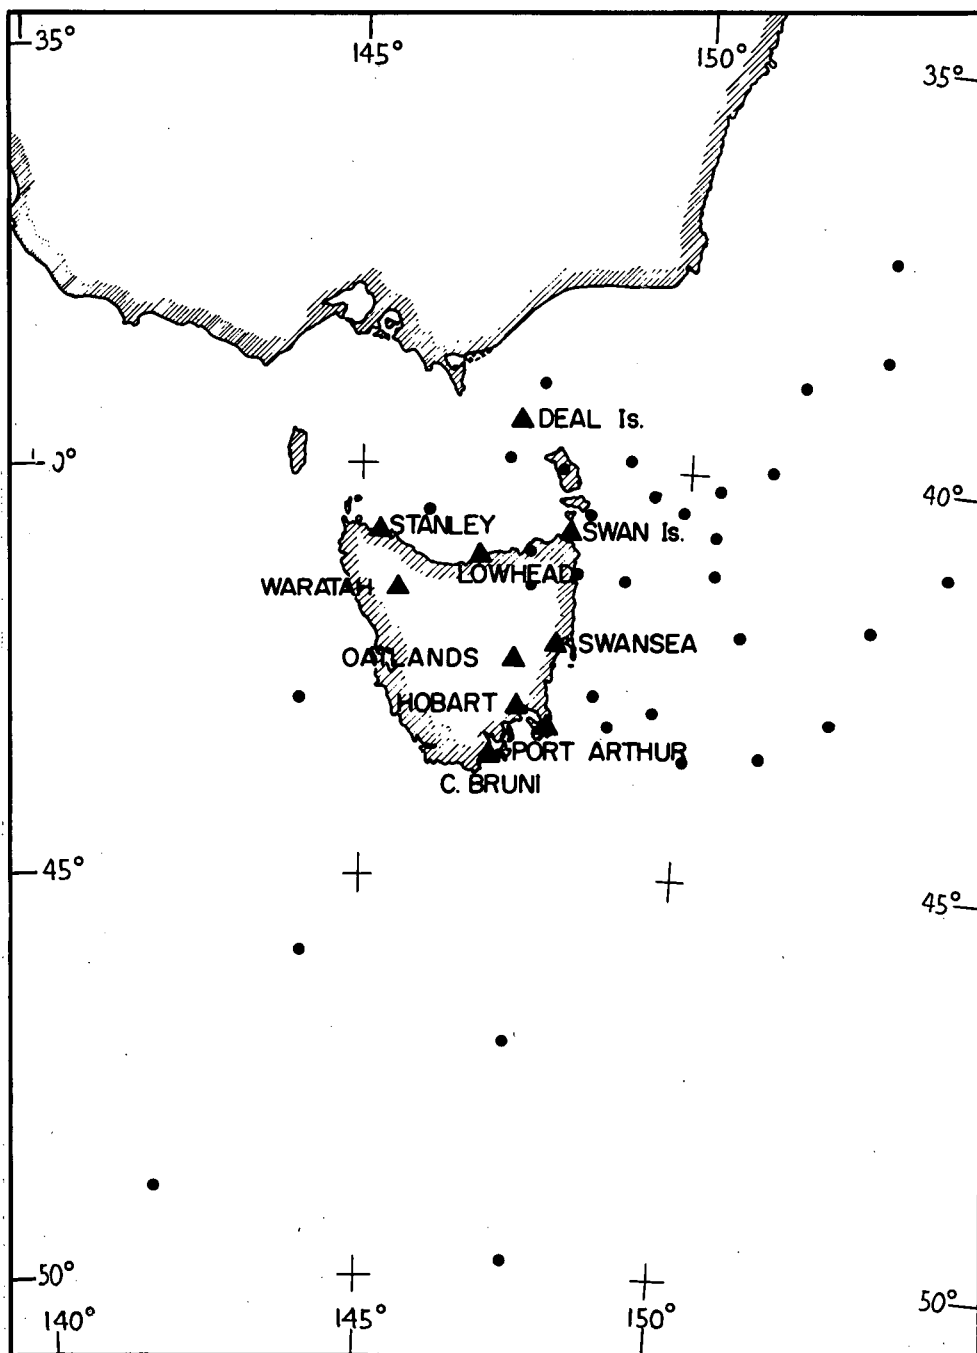 35°
145°
150°
35°
DEAL Is.
40°
STANLEY
SWAN Is.
LOWHEAD
WARATAH
SWANSEA
OATLANDS
HOBART
PORT ARTHUR
C. BRUNI
45°
45°
50°
50°
140°
145°
150°